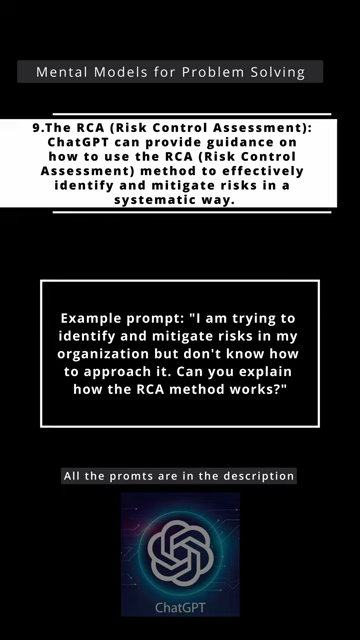 Mental Models for Problem Solving
9.The RCA (Risk Control Assessment):
ChatGPT can provide guidance on
how to use the RCA (Risk Control
Assessment) method to effectively
identify and mitigate risks in a
systematic way.
Example prompt: "I am trying to
identify and mitigate risks in my
organization but don't know how
to approach it. Can you explain
how the RCA method works?"
All the promts are in the description
ChatGPT